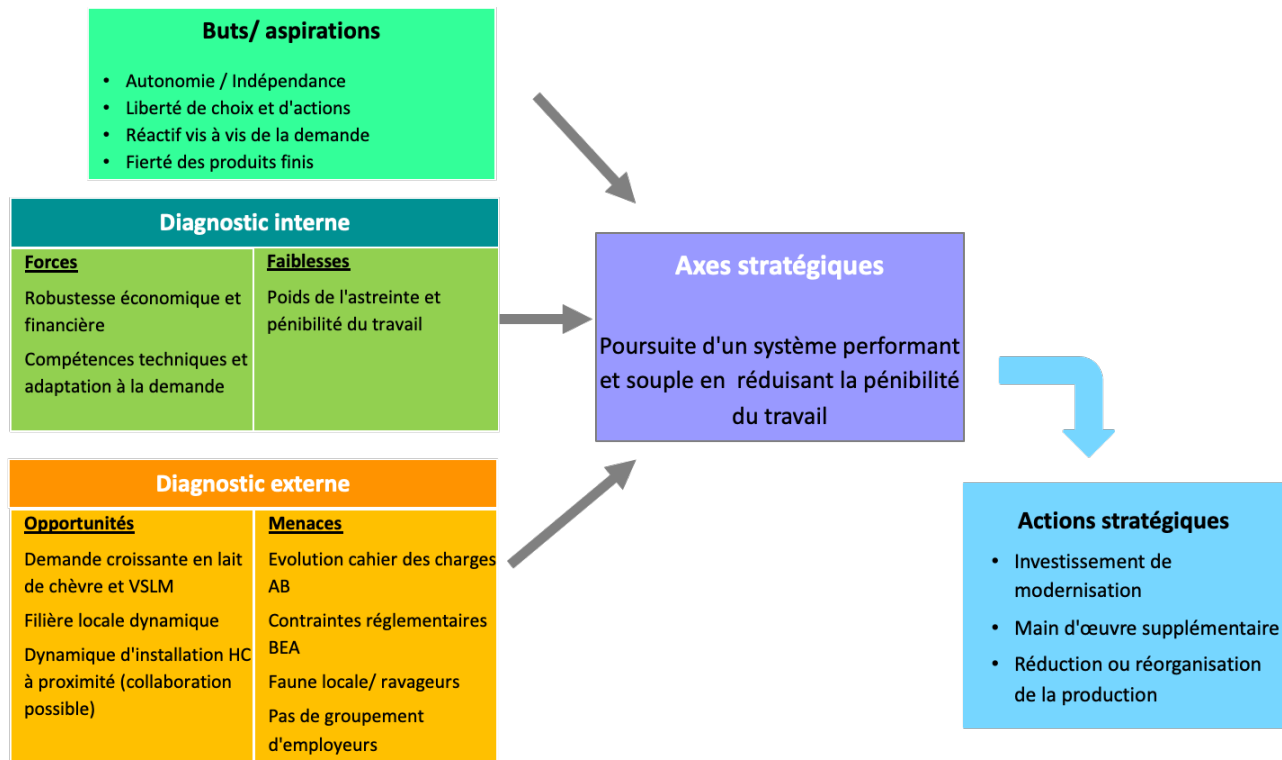 Buts/ aspirations
• Autonomie / Indépendance
• Liberté de choix et d'actions
• Réactif vis à vis de la demande
• Fierté des produits finis
Diagnostic interne
Forces
Robustesse économique et
financière
Compétences techniques et
adaptation à la demande
Faiblesses
Poids de l'astreinte et
pénibilité du travail
Diagnostic externe
Opportunités
Demande croissante en lait
de chèvre et VSLM
Filière locale dynamique
Dynamique d'installation HC
à proximité (collaboration
possible)
Menaces
Evolution cahier des charges
AB
Contraintes réglementaires
BEA
Faune locale/ ravageurs
Pas de groupement
d'employeurs
Axes stratégiques
Poursuite d'un système performant
et souple en  réduisant la pénibilité
du travail
Actions stratégiques
• Investissement de
modernisation
• Main d'œuvre supplémentaire
• Réduction ou réorganisation
de la production